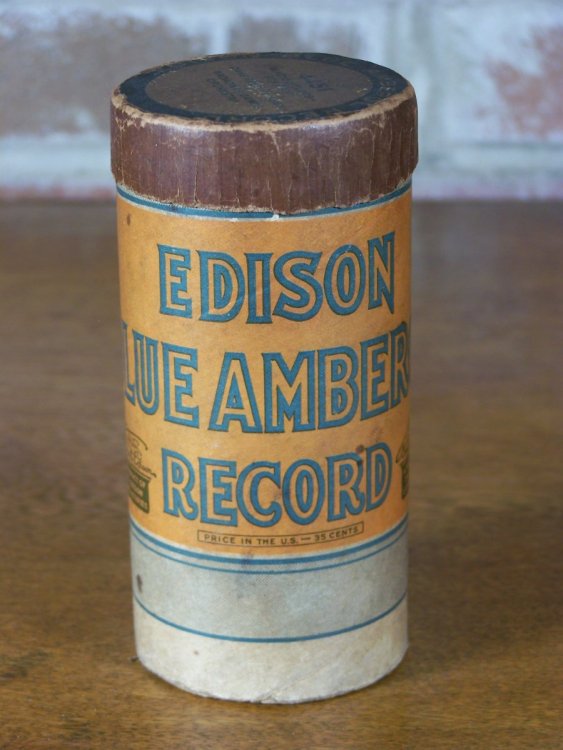 EDISON
LUE AMBER
RECORD
PRICE IN THE U.S. — 35 CENTS